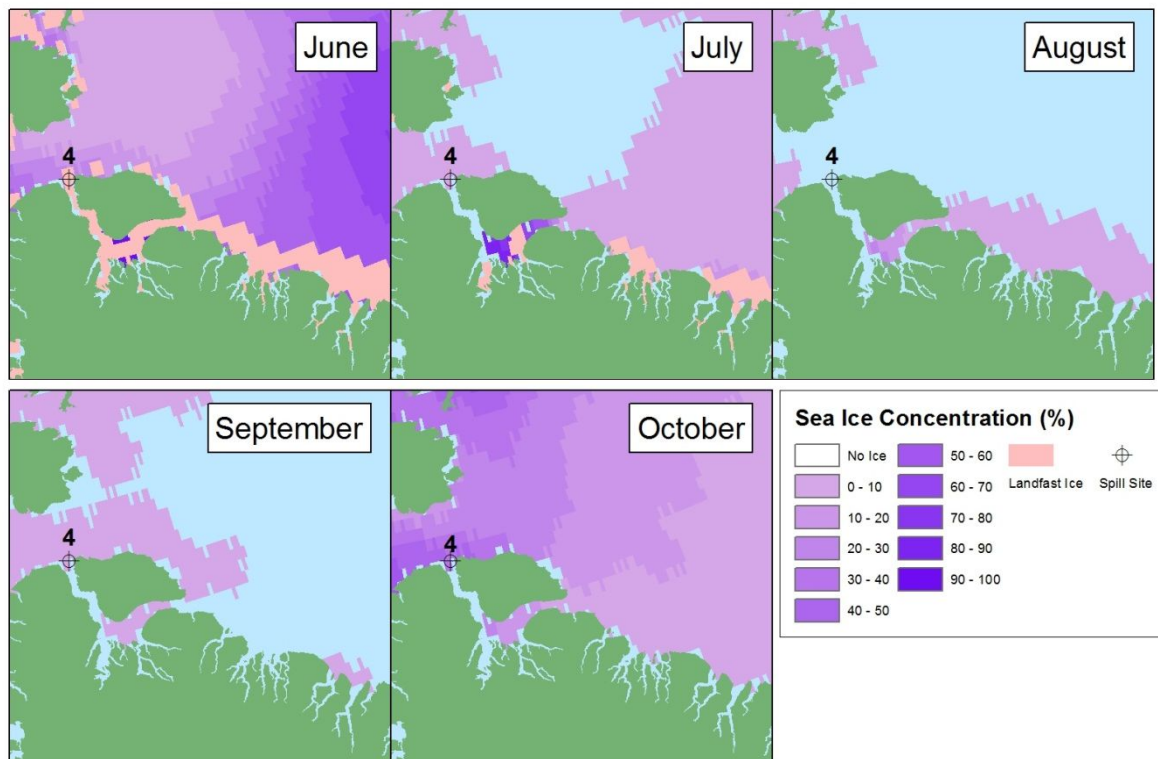 June
July
August
4
4
4
September
October
4
4
Sea Ice Concentration (%)
No Ice
50 - 60
0 - 10
60 - 70
Landfast Ice
Spill Site
10 - 20
70 - 80
20 - 30
80 - 90
30 - 40
90 - 100
40 - 50